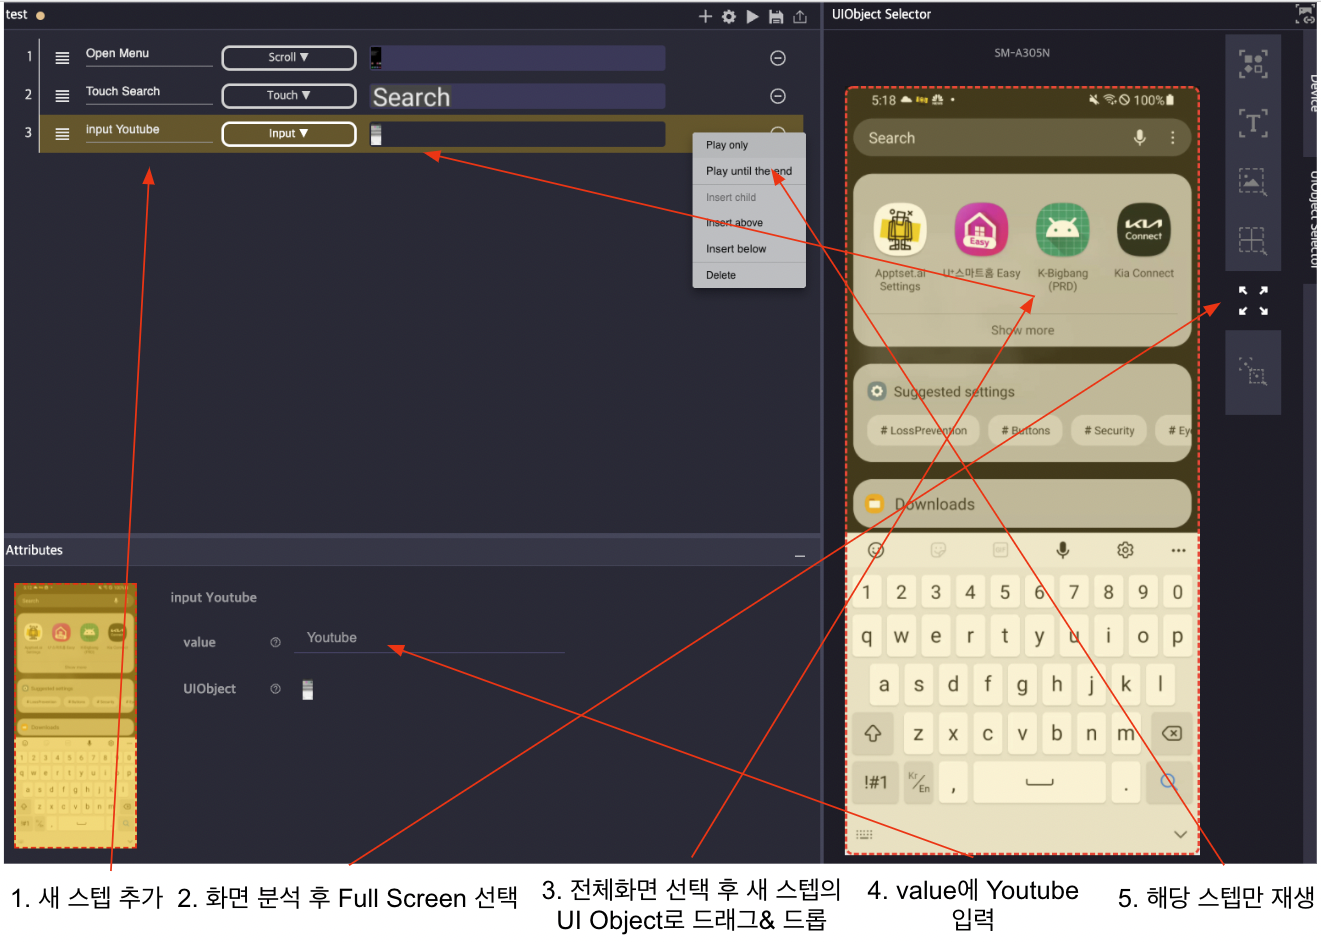 test
1
Open Menu
Scroll ▼
2
Touch Search
Touch ▼
Search
3
input Youtube
Input ▼
Play only
Play until the end
Insert child
Insert above
Insert below
Delete
UIObject Selector
SM-A305N
5:18
100%
Search
Easy
KIA
Connect
Apptset.ai
Settings
U+스마트홈 Easy
K-Bigbang
(PRD)
Kia Connect
Show more
Suggested settings
# LossPrevention
# Buttons
# Security
# Eye
Downloads
GIF
1 2 3 4 5 6 7 8 9 0
q w e r t y u i o p
a s d f g h j k l
z x c v b n m
!#1 Kr/En , .
T
Device
UIObject Selector
Attributes
input Youtube
value
Youtube
UIObject
1. 새 스텝 추가
2. 화면 분석 후 Full Screen 선택
3. 전체화면 선택 후 새 스텝의
UI Object로 드래그& 드롭
4. value에 Youtube
입력
5. 해당 스텝만 재생